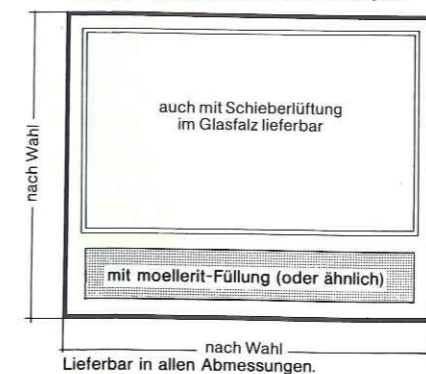 auch mit Schieberlüftung
im Glasfalz lieferbar
nach Wahl
mit moellerit-Füllung (oder ähnlich)
nach Wahl
Lieferbar in allen Abmessungen.